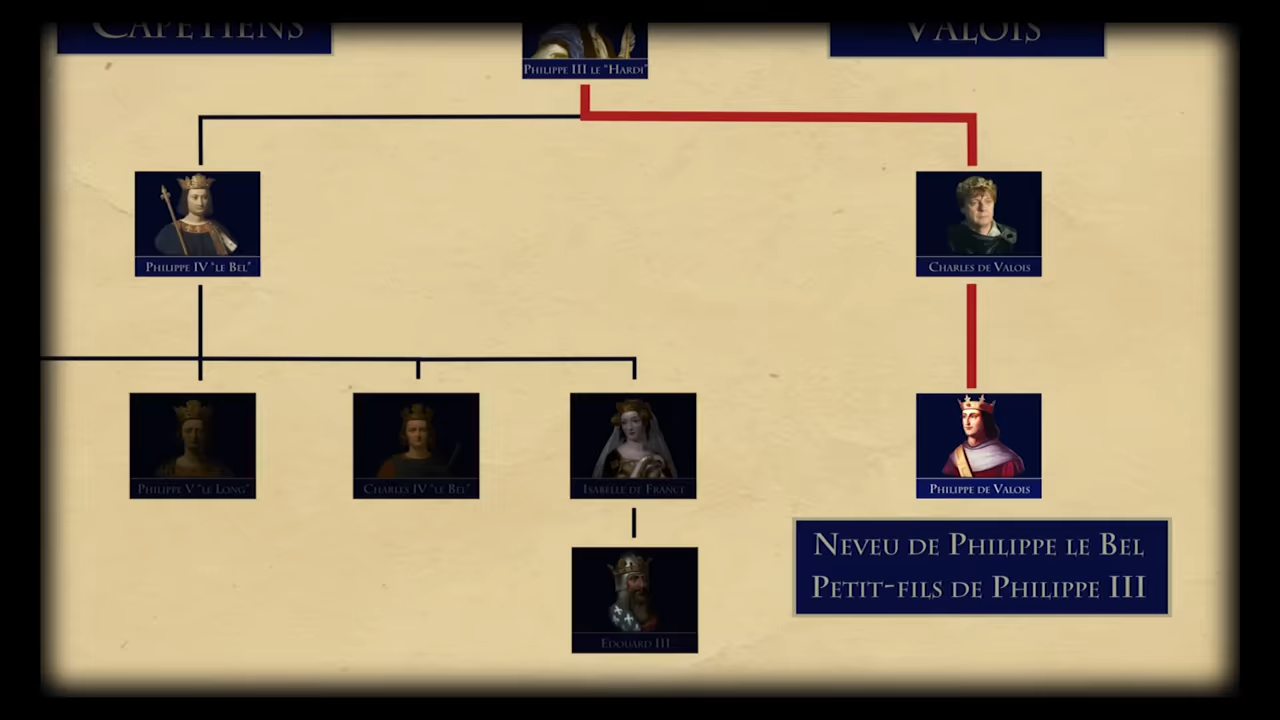 CAPÉTIENS
VALOIS
PHILIPPE III LE "HARDI"
PHILIPPE IV "LE BEL"
CHARLES DE VALOIS
PHILIPPE V "LE LONG"
CHARLES IV "LE BEL"
ISABELLE DE FRANCE
PHILIPPE DE VALOIS
NEVEU DE PHILIPPE LE BEL
PETIT-FILS DE PHILIPPE III
EDOUARD III